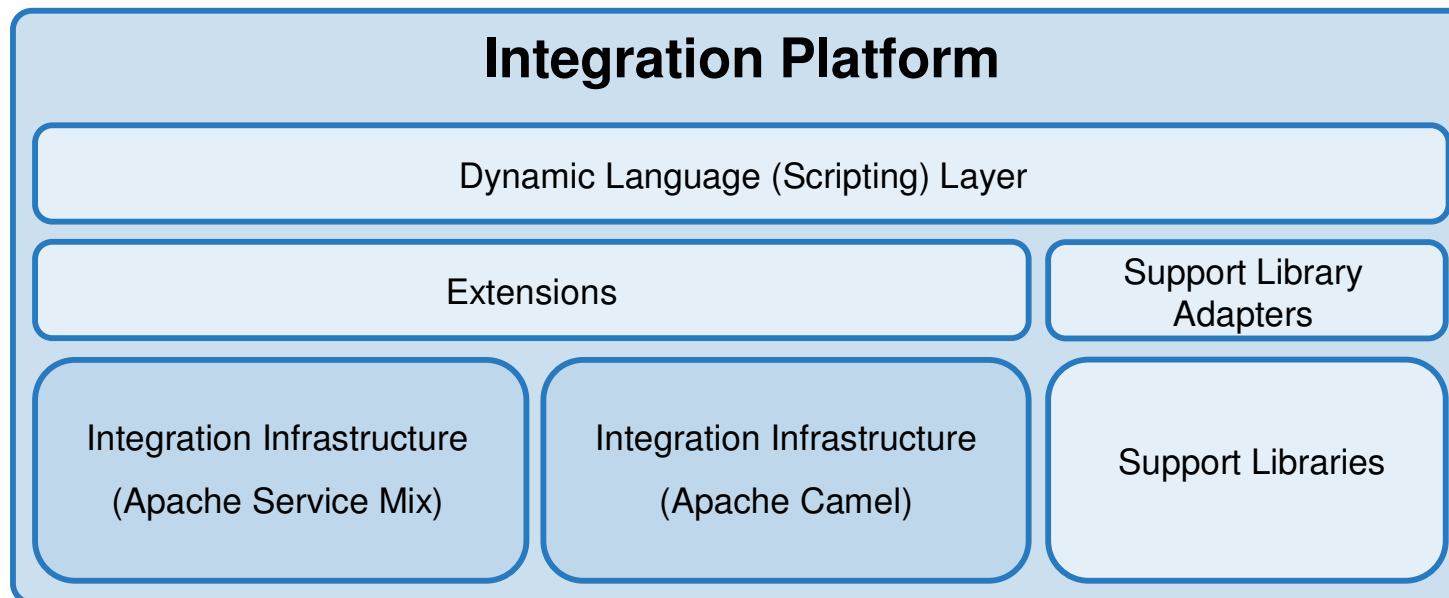 Integration Platform
Dynamic Language (Scripting) Layer
Extensions
Support Library
Adapters
Integration Infrastructure
(Apache Service Mix)
Integration Infrastructure
(Apache Camel)
Support Libraries